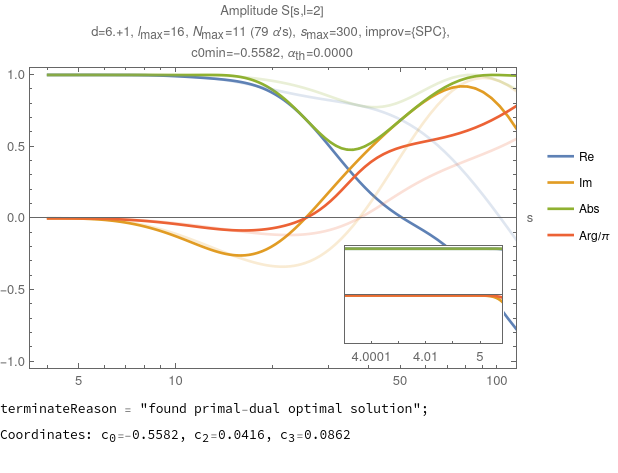 Amplitude S[s,l=2]
d=6.+1, lmax=16, Nmax=11 (79 α's), smax=300, improv={SPC},
c0min=−0.5582, αth=0.0000
1.0
0.5
0.0
−0.5
−1.0
s
4.0001 4.01 5
5 10 50 100
Re
Im
Abs
Arg/π
terminateReason = "found primal-dual optimal solution";
Coordinates: c0=-0.5582, c2=0.0416, c3=0.0862